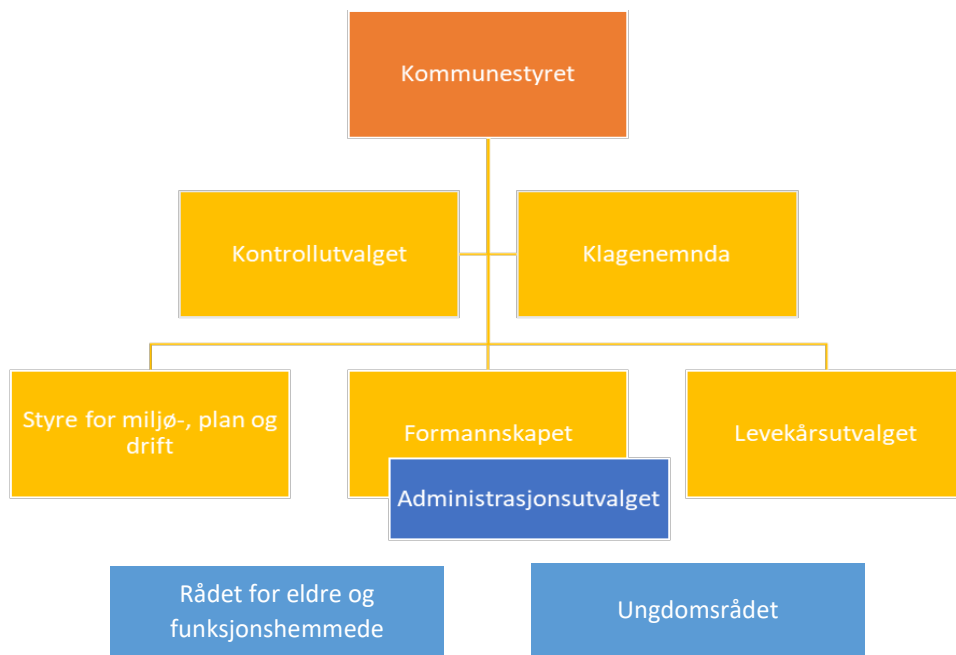 Kommunestyret
Kontrollutvalget
Klagenemnda
Styre for miljø-, plan og
drift
Formannskapet
Levekårsutvalget
Administrasjonsutvalget
Rådet for eldre og
funksjonshemmede
Ungdomsrådet